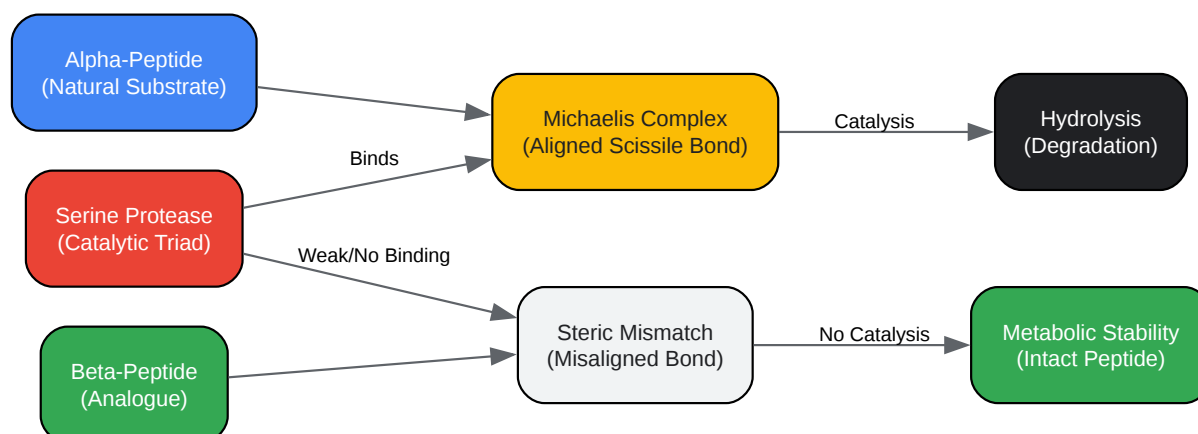 Alpha-Peptide
(Natural Substrate)
Michaelis Complex
(Aligned Scissile Bond)
Catalysis
Hydrolysis
(Degradation)
Binds
Serine Protease
(Catalytic Triad)
Weak/No Binding
Steric Mismatch
(Misaligned Bond)
No Catalysis
Metabolic Stability
(Intact Peptide)
Beta-Peptide
(Analogue)